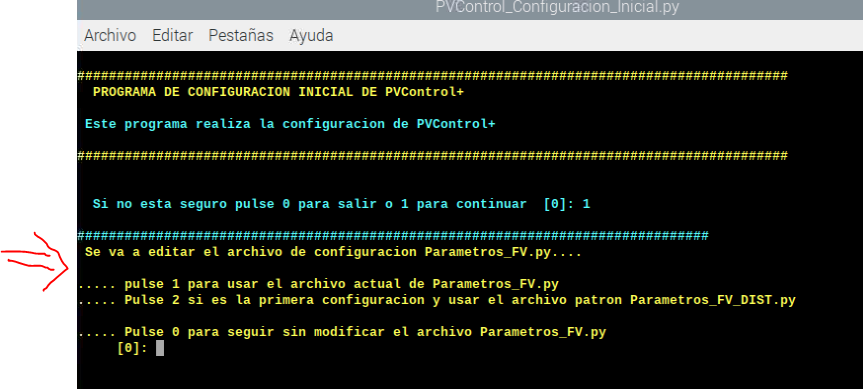 PVControl_Configuracion_Inicial.py
Archivo Editar Pestañas Ayuda
##########################################################################################
PROGRAMA DE CONFIGURACION INICIAL DE PVControl+
Este programa realiza la configuracion de PVControl+
##########################################################################################
Si no esta seguro pulse 0 para salir o 1 para continuar [0]: 1
################################################################################
Se va a editar el archivo de configuracion Parametros_FV.py....
..... pulse 1 para usar el archivo actual de Parametros_FV.py
..... Pulse 2 si es la primera configuracion y usar el archivo patron Parametros_FV_DIST.py
..... Pulse 0 para seguir sin modificar el archivo Parametros_FV.py
[0]: